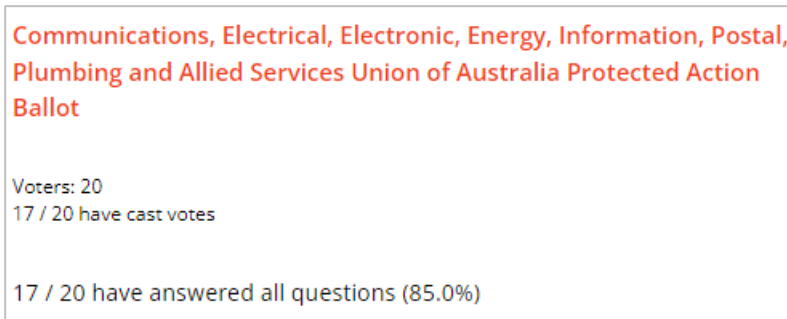 Communications, Electrical, Electronic, Energy, Information, Postal,
Plumbing and Allied Services Union of Australia Protected Action
Ballot
Voters: 20
17 / 20 have cast votes
17 / 20 have answered all questions (85.0%)